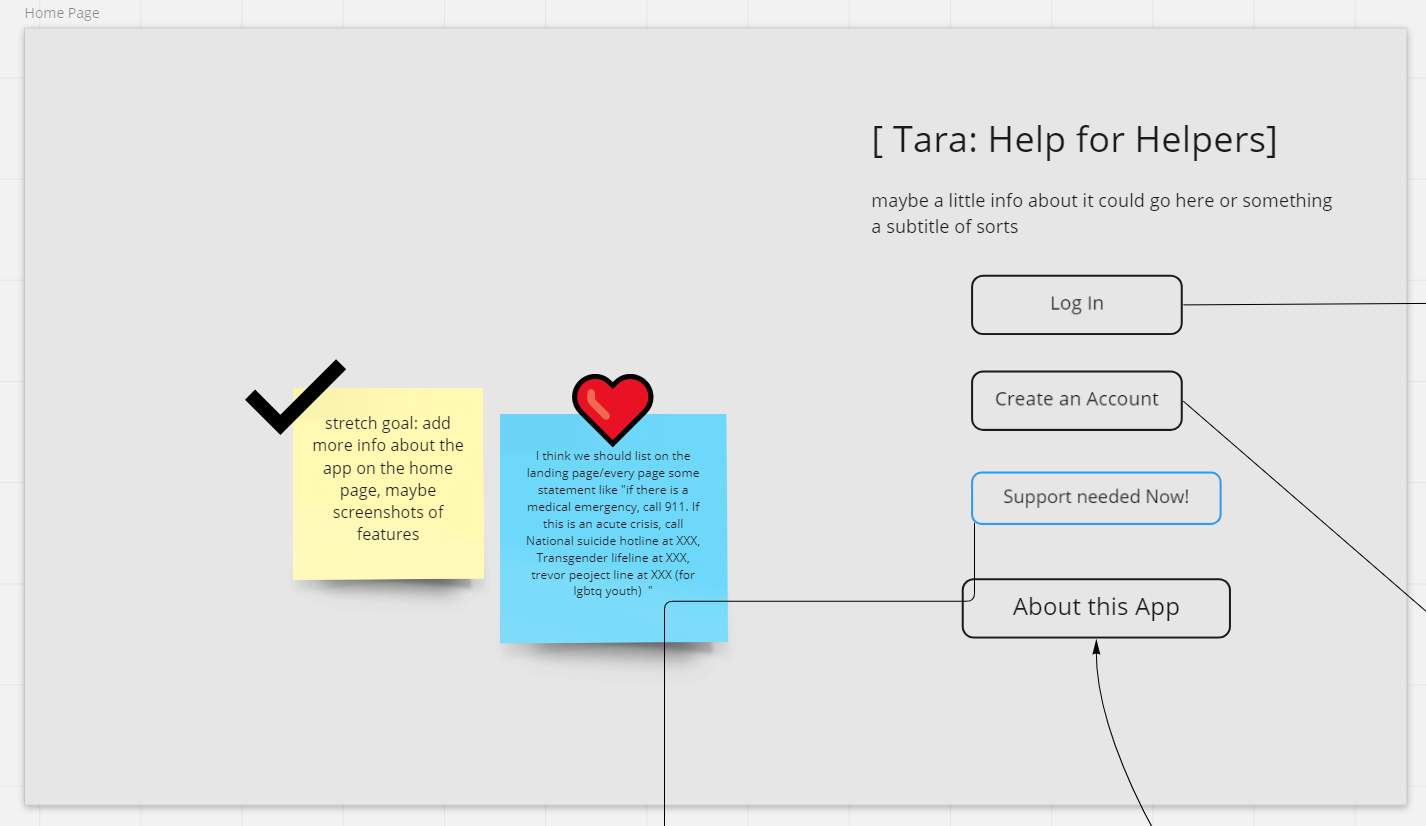 Home Page
[ Tara: Help for Helpers]
maybe a little info about it could go here or something
a subtitle of sorts
Log In
Create an Account
Support needed Now!
About this App
stretch goal: add
more info about the
app on the home
page, maybe
screenshots of
features
I think we should list on the
landing page/every page some
statement like "if there is a
medical emergency, call 911. If
this is an acute crisis, call
National suicide hotline at XXX,
Transgender lifeline at XXX,
trevor peoject line at XXX (for
lgbtq youth)  "